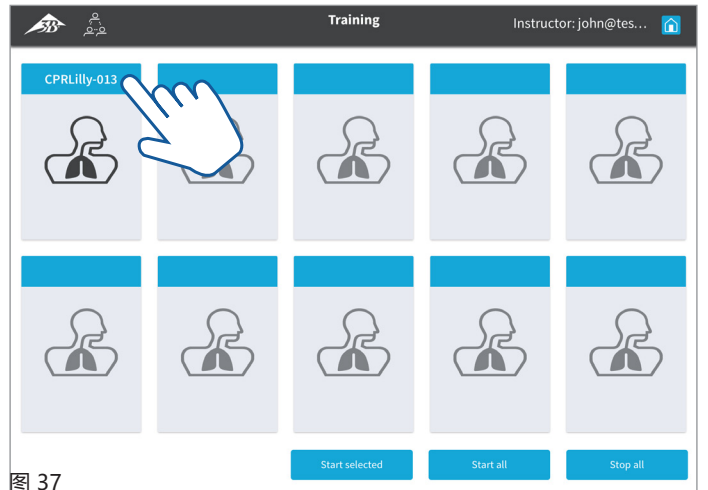 3B Training Instructor: john@tes...
CPRLilly-013
Start selected Start all Stop all
图 37